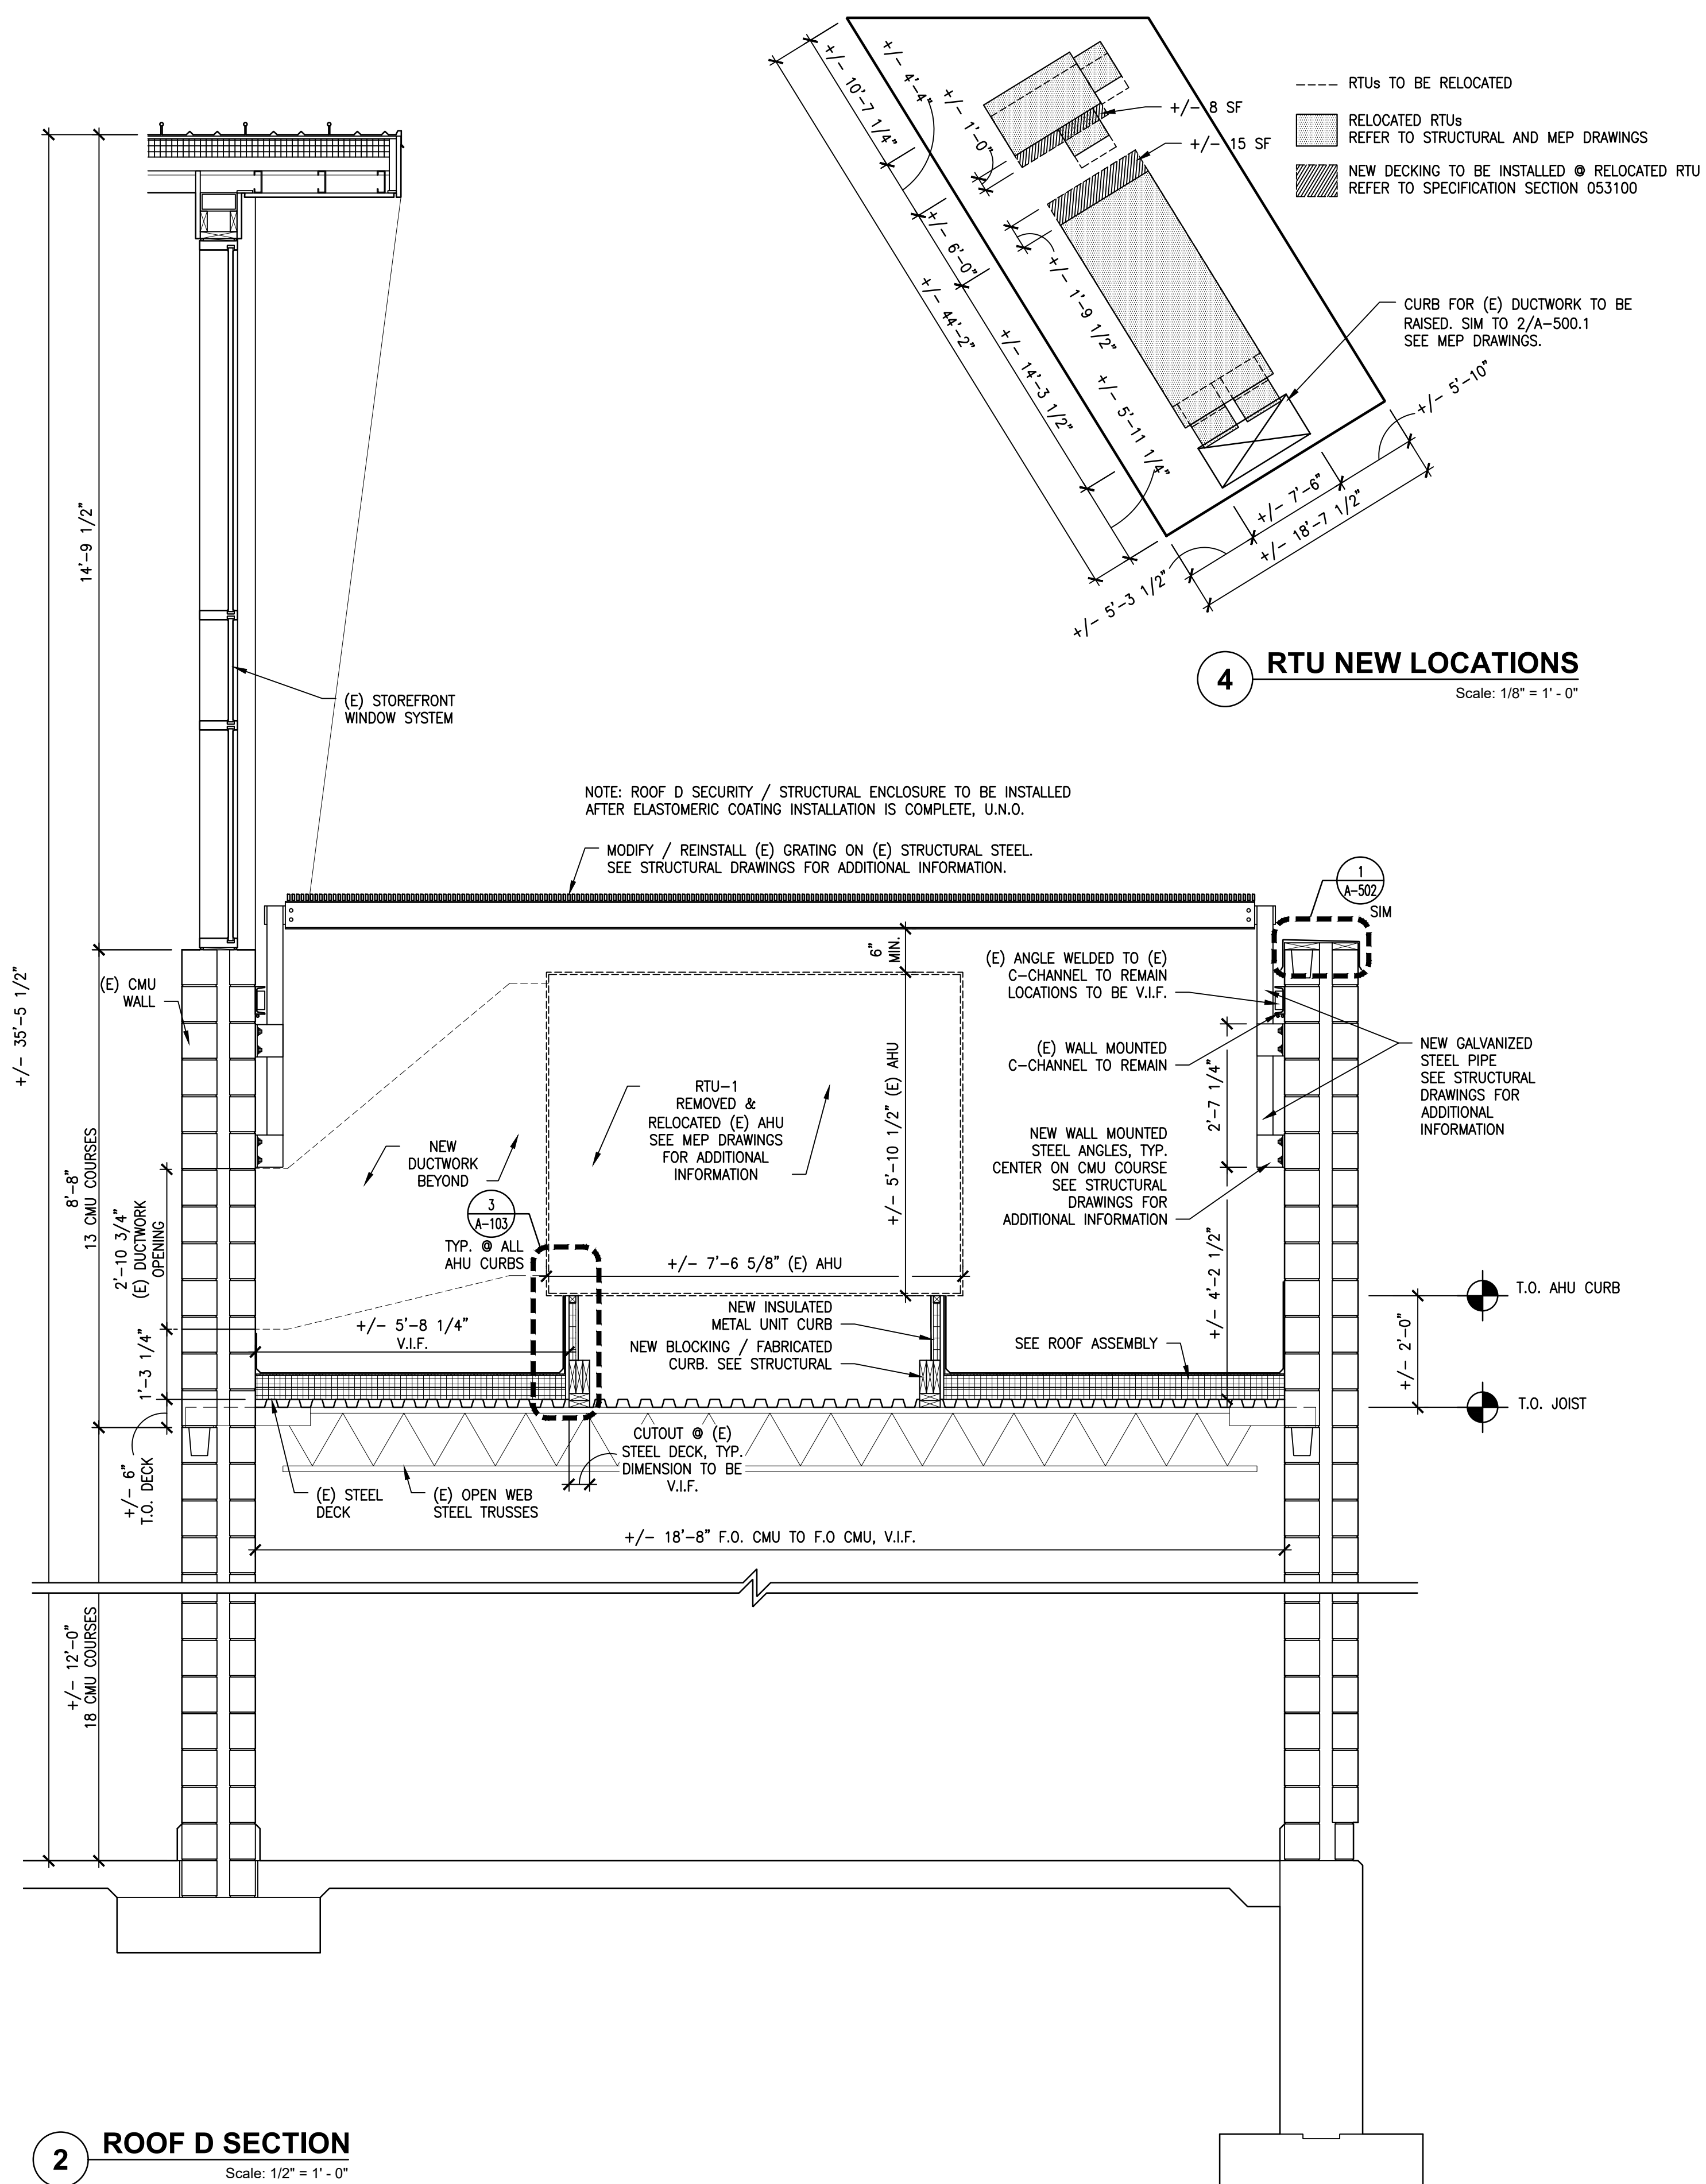 +/- 10'-7 1/4"
+/- 4'-4"
+/- 1'-0"
+/- 8 SF
+/- 15 SF
+/- 6'-0"
+/- 44'-2"
+/- 1'-9 1/2"
+/- 14'-3 1/2"
+/- 5'-11 1/4"
+/- 5'-10"
+/- 7'-6"
+/- 18'-7 1/2"
+/- 5'-3 1/2"
RTUs TO BE RELOCATED
RELOCATED RTUs
REFER TO STRUCTURAL AND MEP DRAWINGS
NEW DECKING TO BE INSTALLED @ RELOCATED RTU
REFER TO SPECIFICATION SECTION 053100
CURB FOR (E) DUCTWORK TO BE
RAISED. SIM TO 2/A-500.1
SEE MEP DRAWINGS.
4
RTU NEW LOCATIONS
Scale: 1/8" = 1' - 0"
14'-9 1/2"
+/- 35'-5 1/2"
(E) STOREFRONT
WINDOW SYSTEM
NOTE: ROOF D SECURITY / STRUCTURAL ENCLOSURE TO BE INSTALLED
AFTER ELASTOMERIC COATING INSTALLATION IS COMPLETE, U.N.O.
MODIFY / REINSTALL (E) GRATING ON (E) STRUCTURAL STEEL.
SEE STRUCTURAL DRAWINGS FOR ADDITIONAL INFORMATION.
1
A-502
SIM
6"
MIN.
(E) CMU
WALL
(E) ANGLE WELDED TO (E)
C-CHANNEL TO REMAIN
LOCATIONS TO BE V.I.F.
(E) WALL MOUNTED
C-CHANNEL TO REMAIN
NEW GALVANIZED
STEEL PIPE
SEE STRUCTURAL
DRAWINGS FOR
ADDITIONAL
INFORMATION
2'-7 1/4"
+/- 5'-10 1/2" (E) AHU
RTU-1
REMOVED &
RELOCATED (E) AHU
SEE MEP DRAWINGS
FOR ADDITIONAL
INFORMATION
NEW
DUCTWORK
BEYOND
NEW WALL MOUNTED
STEEL ANGLES, TYP.
CENTER ON CMU COURSE
SEE STRUCTURAL
DRAWINGS FOR
ADDITIONAL INFORMATION
8'-8"
13 CMU COURSES
2'-10 3/4"
(E) DUCTWORK
OPENING
3
A-103
TYP. @ ALL
AHU CURBS
+/- 7'-6 5/8" (E) AHU
T.O. AHU CURB
NEW INSULATED
METAL UNIT CURB
NEW BLOCKING / FABRICATED
CURB. SEE STRUCTURAL
+/- 5'-8 1/4"
V.I.F.
SEE ROOF ASSEMBLY
+/- 4'-2 1/2"
+/- 2'-0"
1'-3 1/4"
T.O. JOIST
+/- 6"
T.O. DECK
CUTOUT @ (E)
STEEL DECK, TYP.
DIMENSION TO BE
V.I.F.
(E) STEEL
DECK
(E) OPEN WEB
STEEL TRUSSES
+/- 18'-8" F.O. CMU TO F.O CMU, V.I.F.
+/- 12'-0"
18 CMU COURSES
2
ROOF D SECTION
Scale: 1/2" = 1' - 0"